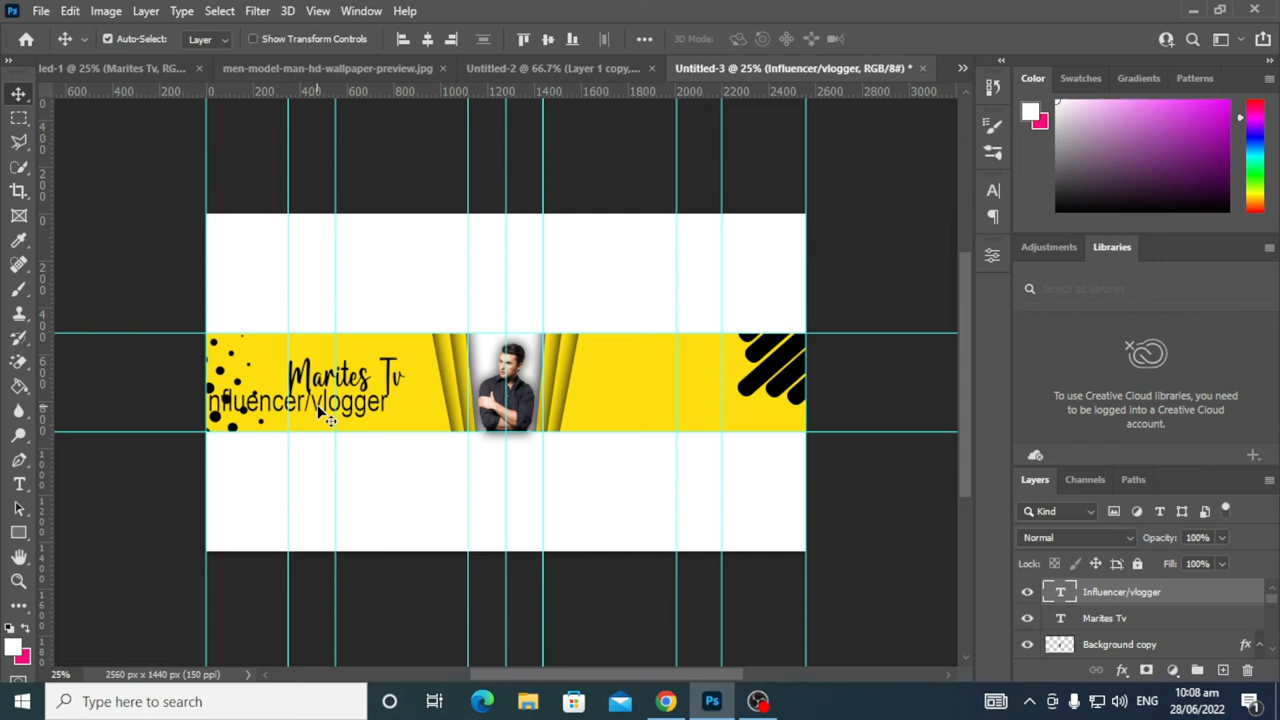 Ps File Edit Image Layer Type Select Filter 3D View Window Help
Auto-Select: Layer Show Transform Controls 3D Mode:
led-1 @ 25% (Marites Tv, RG... × men-model-man-hd-wallpaper-preview.jpg × Untitled-2 @ 66.7% (Layer 1 copy,... × Untitled-3 @ 25% (Influencer/vlogger, RGB/8#) * ×
600 400 200 0 200 400 600 800 1000 1200 1400 1600 1800 2000 2200 2400 2600 2800 3000
Color Swatches Gradients Patterns
Adjustments Libraries
Search all libraries
To use Creative Cloud libraries,
you need to be logged into a
Creative Cloud account.
Marites Tv
nfluencer/vlogger
Layers Channels Paths
Kind
Normal Opacity: 100%
Lock: Fill: 100%
T Influencer/vlogger
T Marites Tv
Background copy fx
25% 2560 px x 1440 px (150 ppi)
Type here to search Ps ENG 10:08 am
28/06/2022